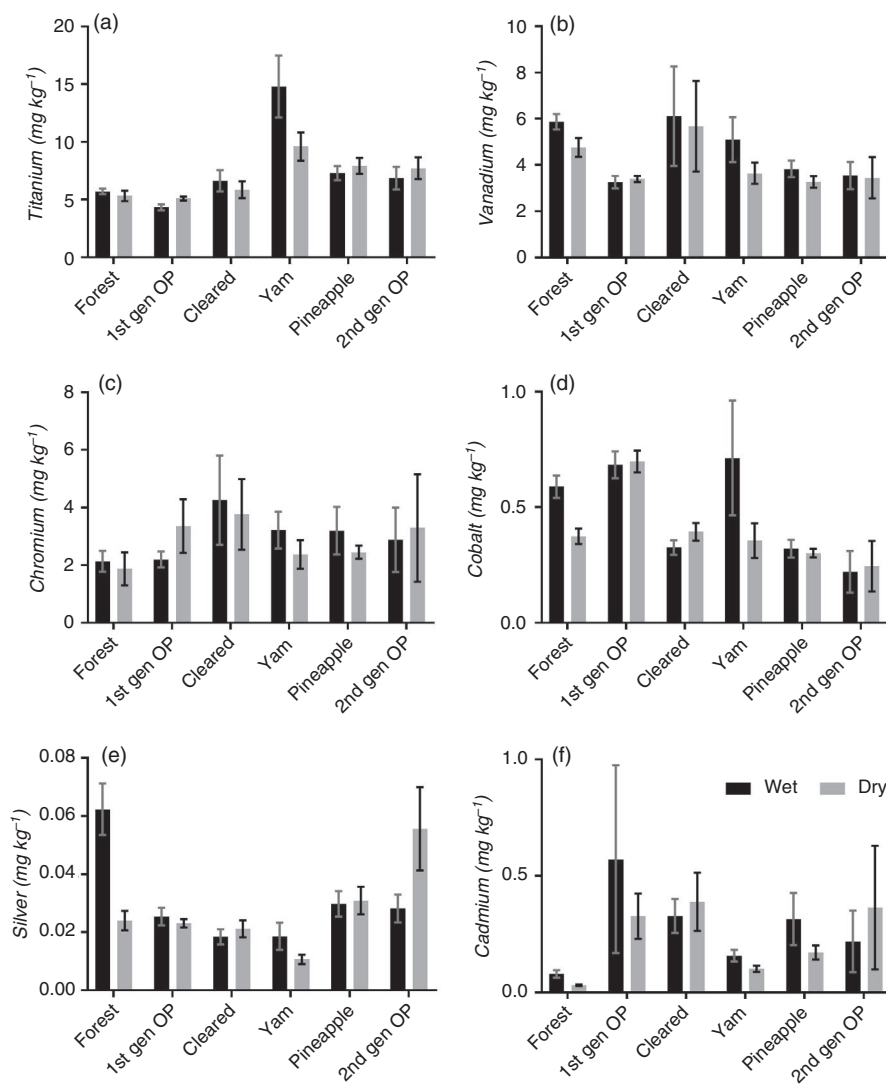 (a)
Titanium (mg kg⁻¹)
20
15
10
5
0
Forest
1st gen OP
Cleared
Yam
Pineapple
2nd gen OP
(b)
Vanadium (mg kg⁻¹)
10
8
6
4
2
0
Forest
1st gen OP
Cleared
Yam
Pineapple
2nd gen OP
(c)
Chromium (mg kg⁻¹)
8
6
4
2
0
Forest
1st gen OP
Cleared
Yam
Pineapple
2nd gen OP
(d)
Cobalt (mg kg⁻¹)
1.0
0.5
0.0
Forest
1st gen OP
Cleared
Yam
Pineapple
2nd gen OP
(e)
Silver (mg kg⁻¹)
0.08
0.06
0.04
0.02
0.00
Forest
1st gen OP
Cleared
Yam
Pineapple
2nd gen OP
(f)
Wet Dry
Cadmium (mg kg⁻¹)
1.0
0.5
0.0
Forest
1st gen OP
Cleared
Yam
Pineapple
2nd gen OP